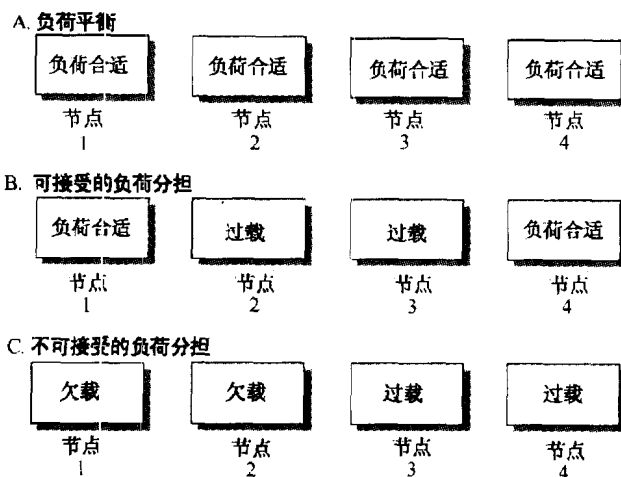 A. 负荷平衡
负荷合适 负荷合适 负荷合适 负荷合适
节点 节点 节点 节点
1 2 3 4
B. 可接受的负荷分担
负荷合适 过载 过载 负荷合适
节点 节点 节点 节点
1 2 3 4
C. 不可接受的负荷分担
欠载 欠载 过载 过载
节点 节点 节点 节点
1 2 3 4